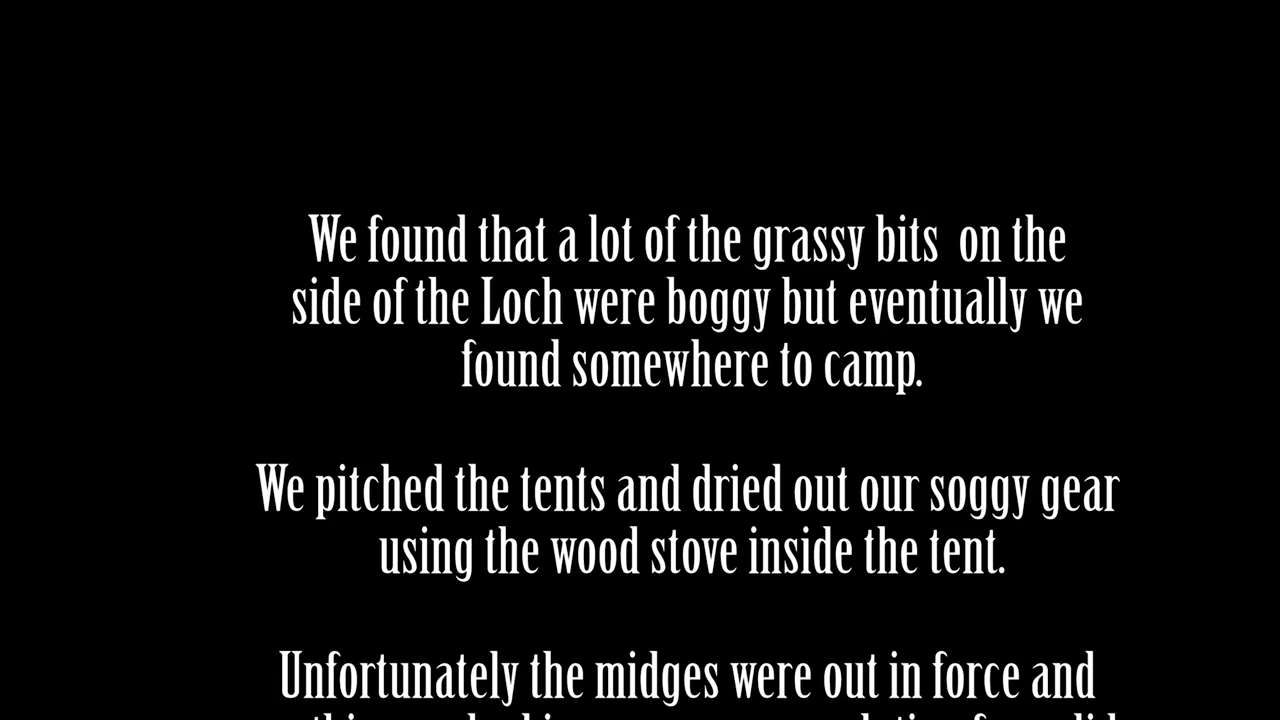 We found that a lot of the grassy bits  on the
side of the Loch were boggy but eventually we
found somewhere to camp.
We pitched the tents and dried out our soggy gear
using the wood stove inside the tent.
Unfortunately the midges were out in force and